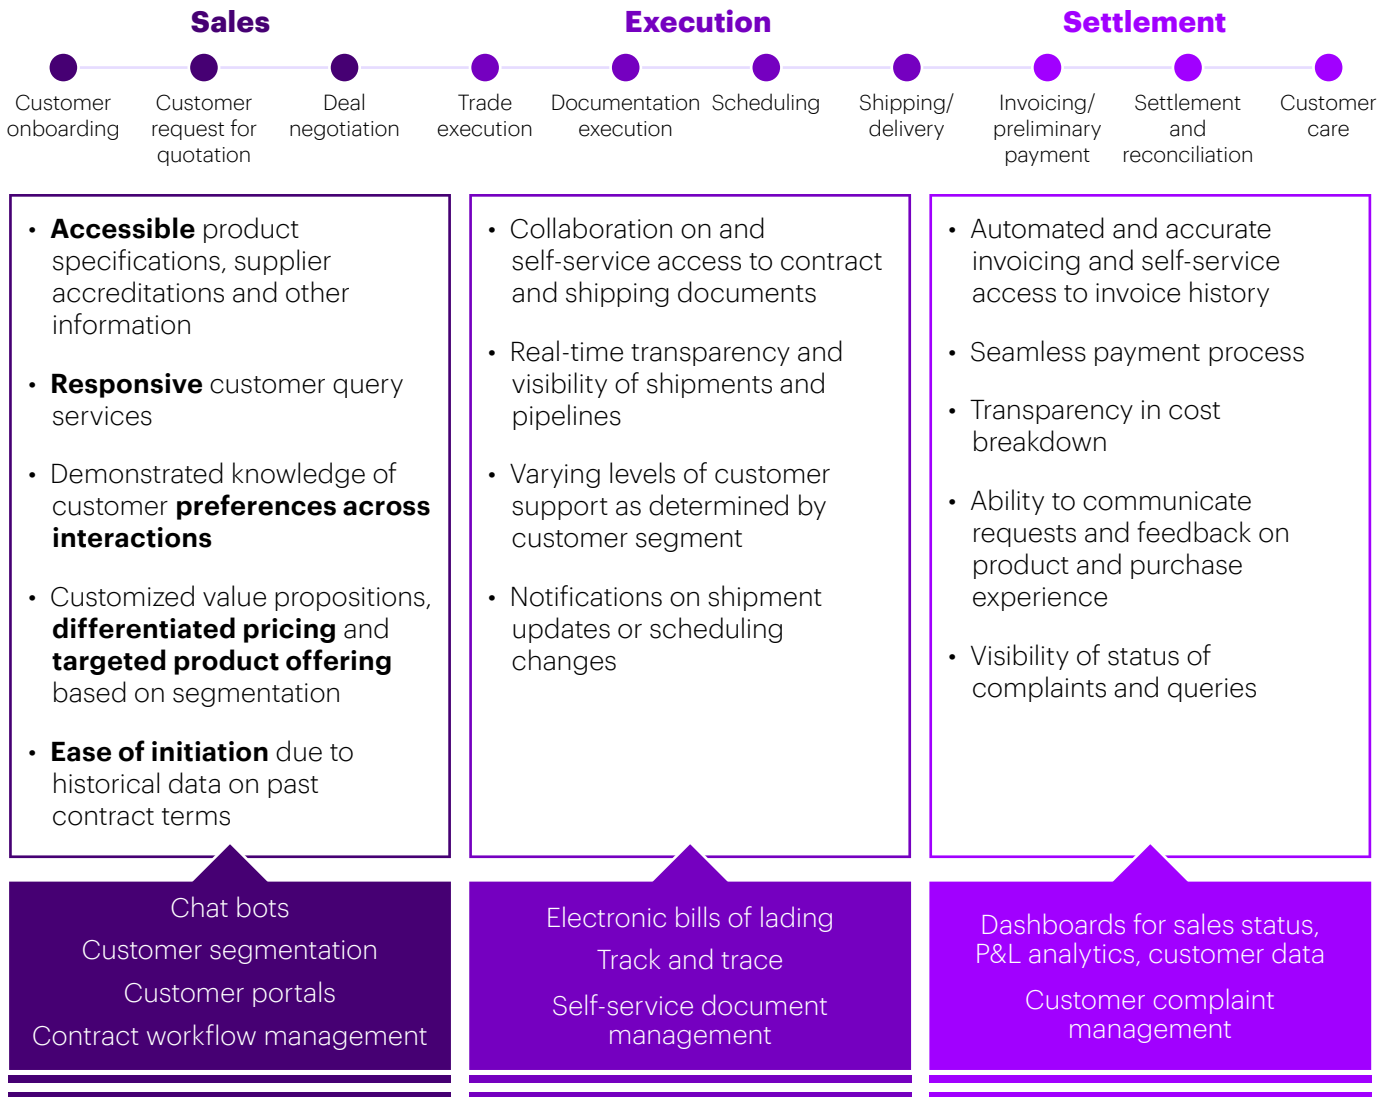 Sales
Execution
Settlement
Customer
onboarding
Customer
request for
quotation
Deal
negotiation
Trade
execution
Documentation
execution
Scheduling
Shipping/
delivery
Invoicing/
preliminary
payment
Settlement
and
reconciliation
Customer
care
• Accessible product
specifications, supplier
accreditations and other
information
• Responsive customer query
services
• Demonstrated knowledge of
customer preferences across
interactions
• Customized value propositions,
differentiated pricing and
targeted product offering
based on segmentation
• Ease of initiation due to
historical data on past
contract terms
• Collaboration on and
self-service access to contract
and shipping documents
• Real-time transparency and
visibility of shipments and
pipelines
• Varying levels of customer
support as determined by
customer segment
• Notifications on shipment
updates or scheduling
changes
• Automated and accurate
invoicing and self-service
access to invoice history
• Seamless payment process
• Transparency in cost
breakdown
• Ability to communicate
requests and feedback on
product and purchase
experience
• Visibility of status of
complaints and queries
Chat bots
Customer segmentation
Customer portals
Contract workflow management
Electronic bills of lading
Track and trace
Self-service document
management
Dashboards for sales status,
P&L analytics, customer data
Customer complaint
management